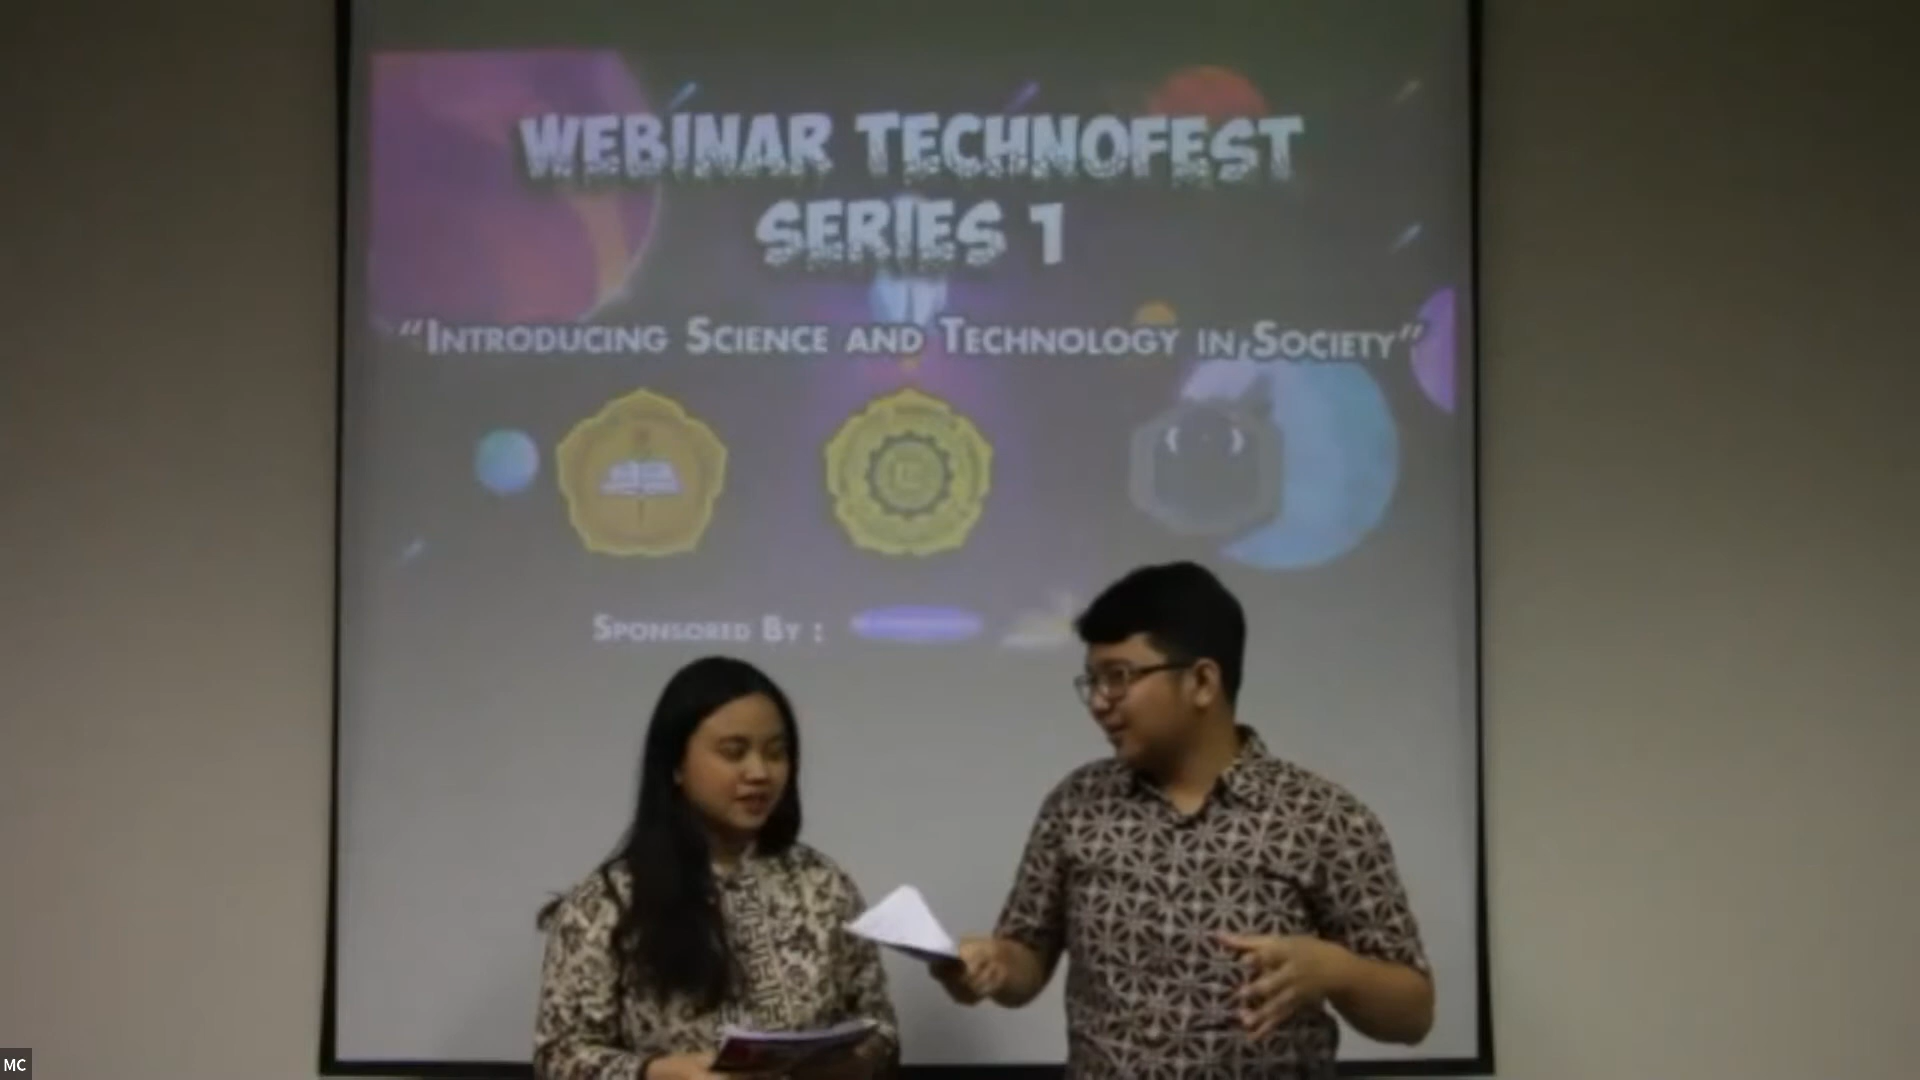 WEBINAR TECHNOFEST
SERIES 1
“INTRODUCING SCIENCE AND TECHNOLOGY IN SOCIETY”
SPONSORED BY :
MC